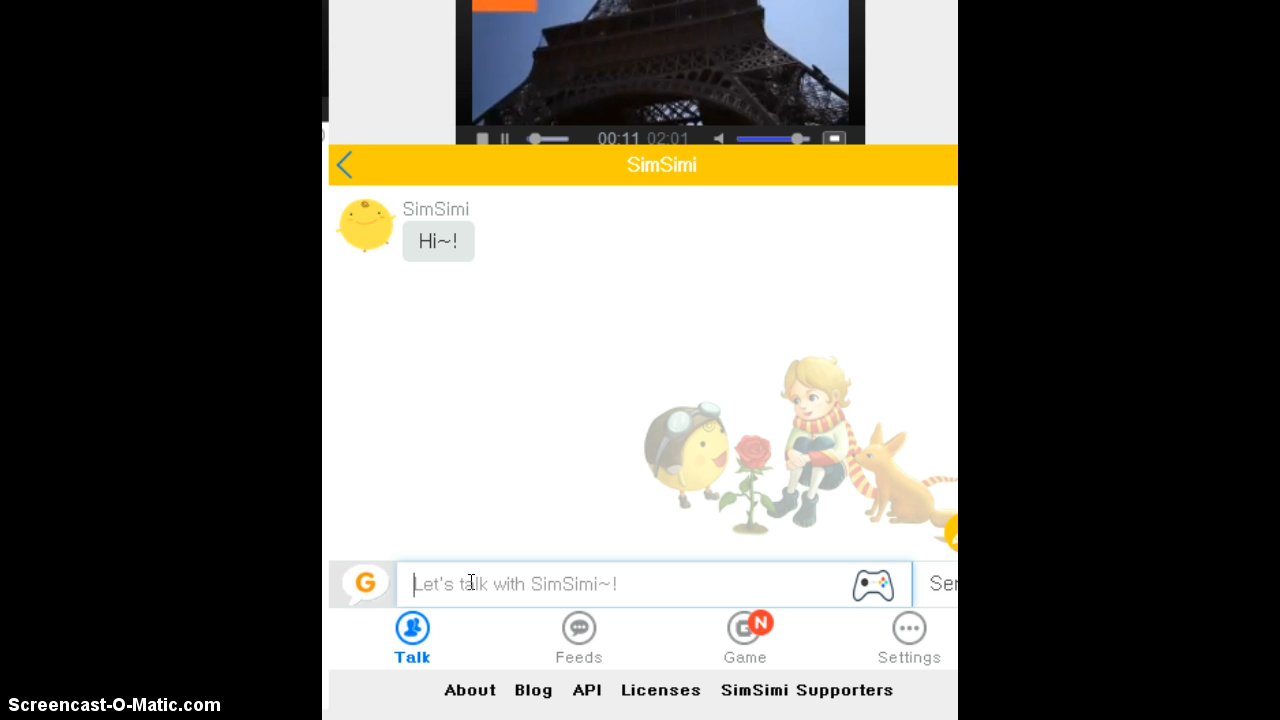 00:11 02:01
SimSimi
SimSimi
Hi~!
G Let's talk with SimSimi~!
N
Talk Feeds Game Settings
About Blog API Licenses SimSimi Supporters
Screencast-O-Matic.com